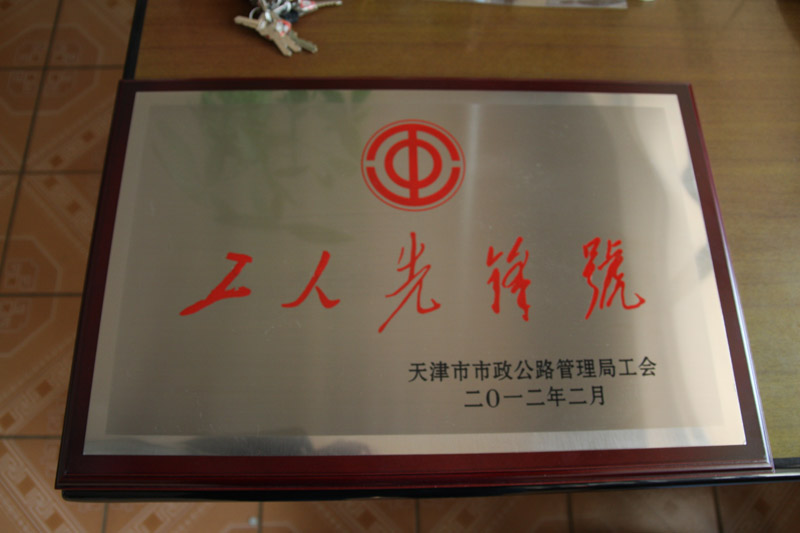 工人先锋號
天津市市政公路管理局工会
二〇一二年二月